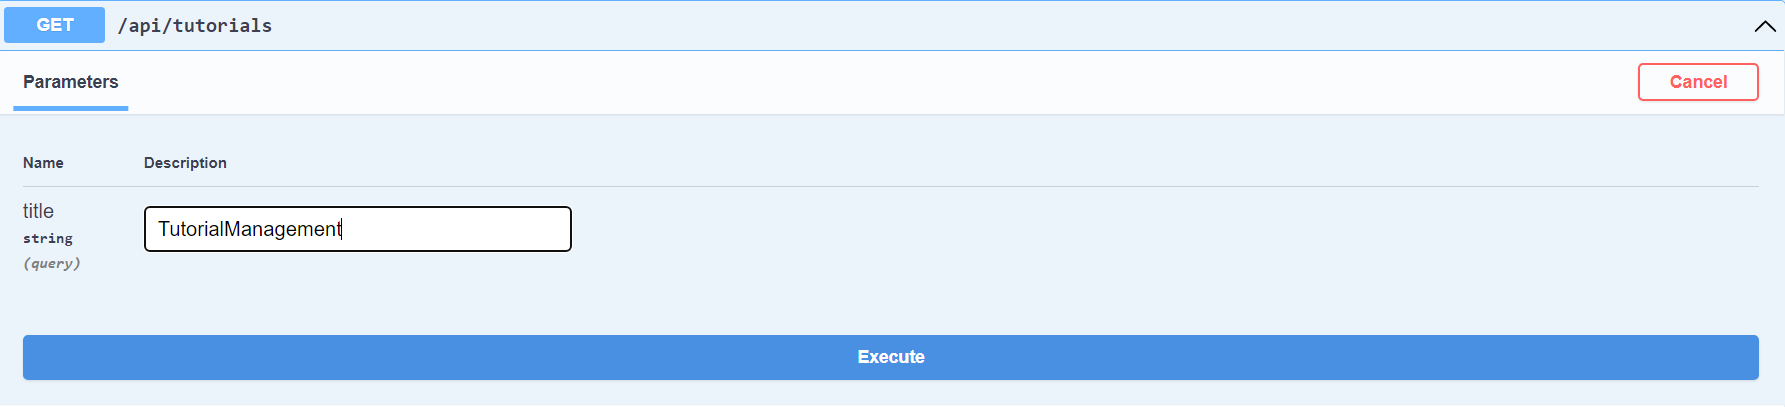 GET /api/tutorials
Parameters Cancel
Name Description
title
string
(query)
TutorialManagement
Execute